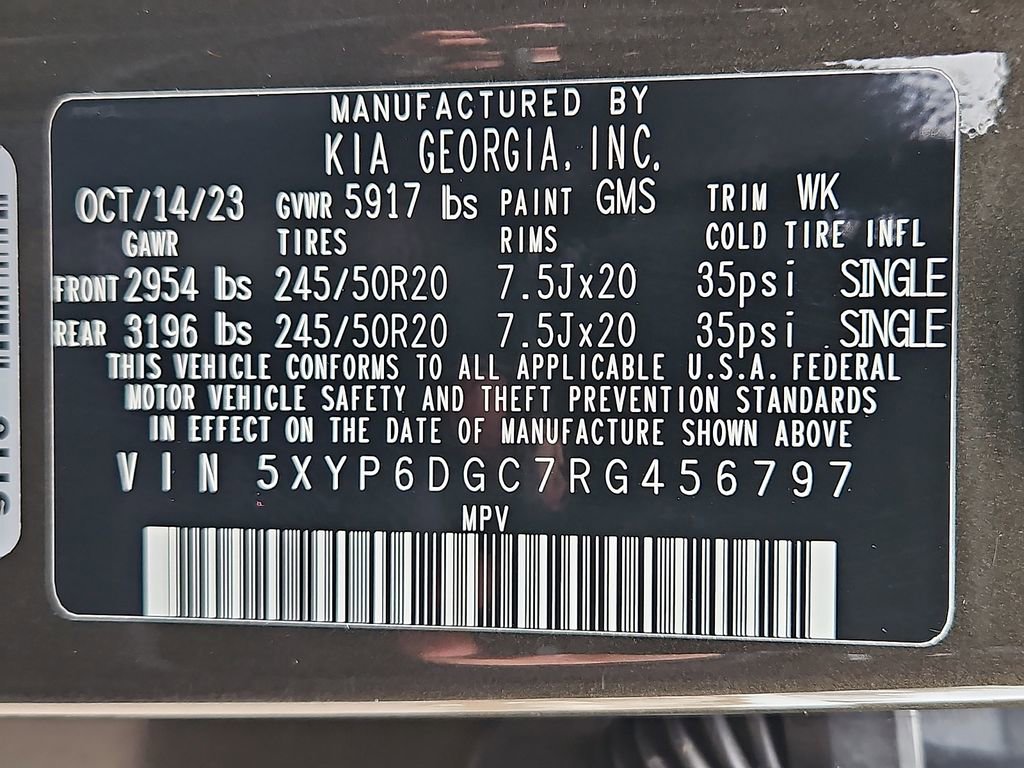 MANUFACTURED BY
KIA GEORGIA, INC.
OCT/14/23 GVWR 5917 lbs PAINT GMS TRIM WK
GAWR TIRES RIMS COLD TIRE INFL
FRONT 2954 lbs 245/50R20 7.5Jx20 35psi SINGLE
REAR 3196 lbs 245/50R20 7.5Jx20 35psi SINGLE
THIS VEHICLE CONFORMS TO ALL APPLICABLE U.S.A. FEDERAL
MOTOR VEHICLE SAFETY AND THEFT PREVENTION STANDARDS
IN EFFECT ON THE DATE OF MANUFACTURE SHOWN ABOVE
VIN 5XYP6DGC7RG456797
MPV